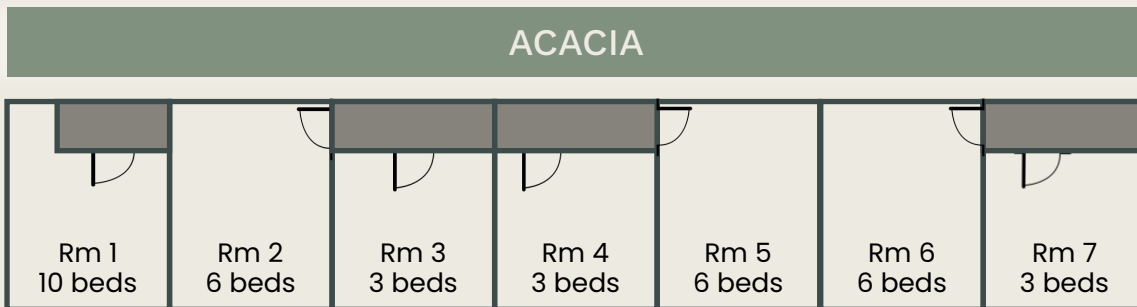 ACACIA
Rm 1
10 beds
Rm 2
6 beds
Rm 3
3 beds
Rm 4
3 beds
Rm 5
6 beds
Rm 6
6 beds
Rm 7
3 beds